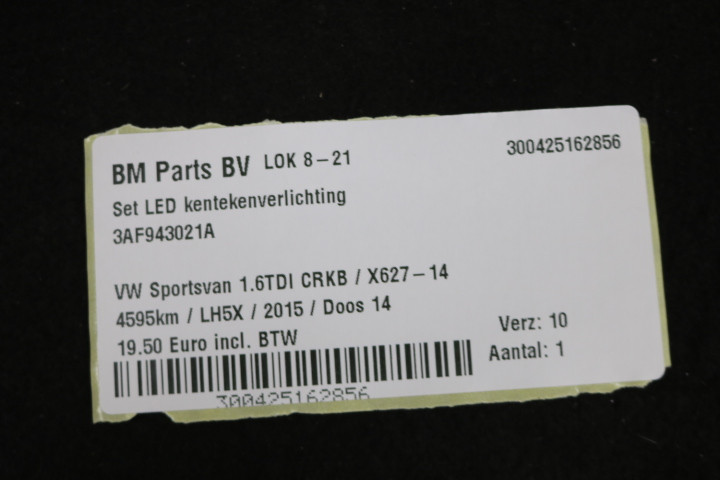 BM Parts BV LOK 8-21 300425162856
Set LED kentekenverlichting
3AF943021A
VW Sportsvan 1.6TDI CRKB / X627-14
4595km / LH5X / 2015 / Doos 14
19.50 Euro incl. BTW
Verz: 10
Aantal: 1
300425162856